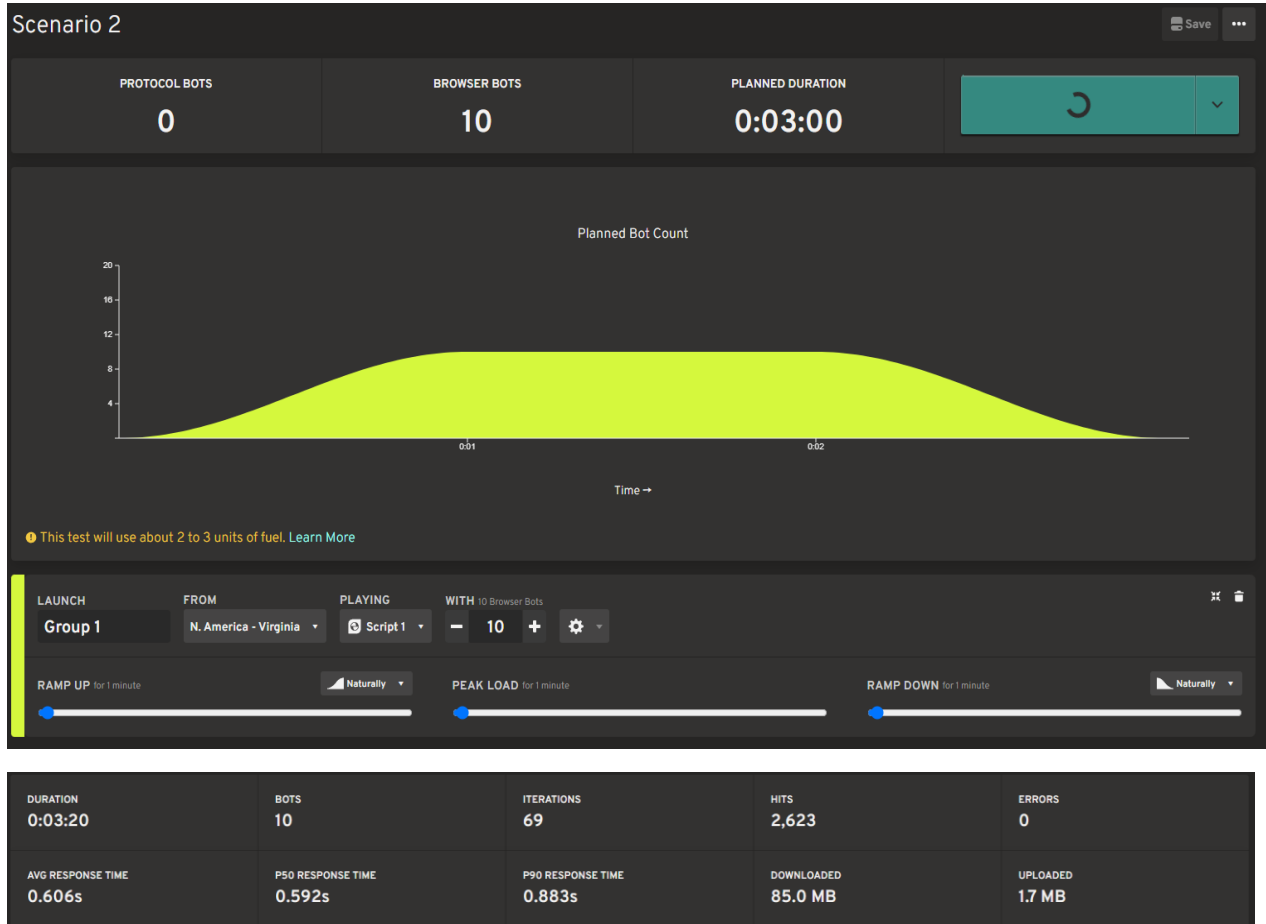 Scenario 2
Save •••
PROTOCOL BOTS
0
BROWSER BOTS
10
PLANNED DURATION
0:03:00
Planned Bot Count
20
16
12
8
4
0:01 0:02
Time →
This test will use about 2 to 3 units of fuel. Learn More
LAUNCH FROM PLAYING WITH 10 Browser Bots
Group 1 N. America - Virginia Script 1 − 10 +
RAMP UP for 1 minute Naturally PEAK LOAD for 1 minute RAMP DOWN for 1 minute Naturally
DURATION BOTS ITERATIONS HITS ERRORS
0:03:20 10 69 2,623 0
AVG RESPONSE TIME P50 RESPONSE TIME P90 RESPONSE TIME DOWNLOADED UPLOADED
0.606s 0.592s 0.883s 85.0 MB 1.7 MB